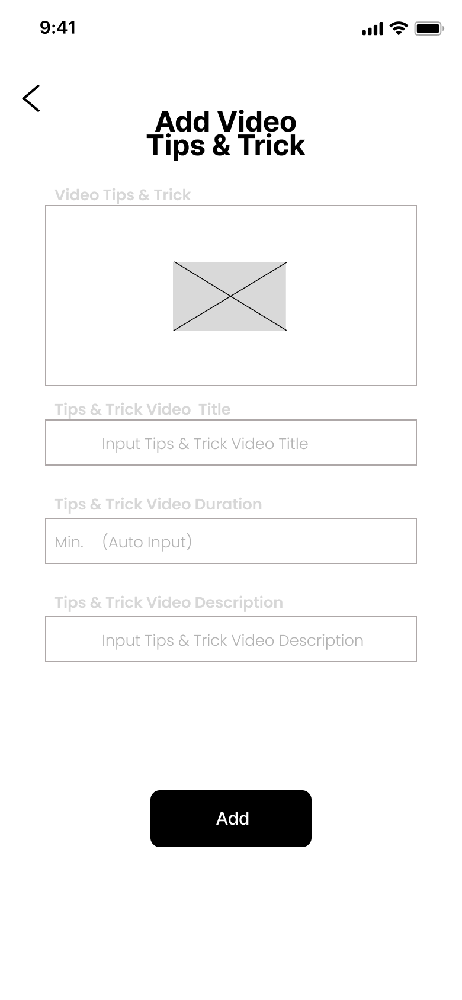 9:41
Add Video
Tips & Trick
Video Tips & Trick
Tips & Trick Video  Title
Input Tips & Trick Video Title
Tips & Trick Video Duration
Min. (Auto Input)
Tips & Trick Video Description
Input Tips & Trick Video Description
Add